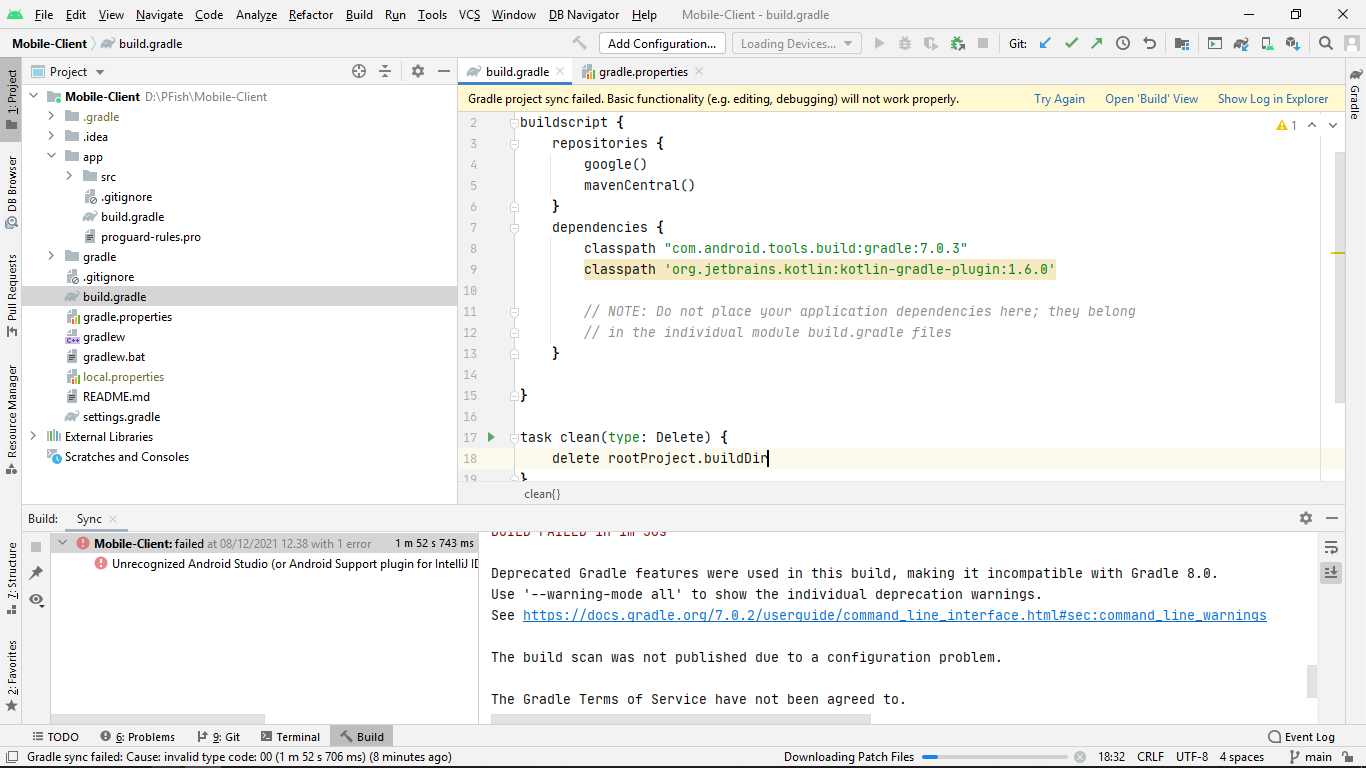 File Edit View Navigate Code Analyze Refactor Build Run Tools VCS Window DB Navigator Help Mobile-Client - build.gradle
Mobile-Client build.gradle Add Configuration... Loading Devices... Git:
Project
build.gradle gradle.properties
1: Project
DB Browser
Pull Requests
Resource Manager
7: Structure
2: Favorites
Gradle
Mobile-Client D:\PFish\Mobile-Client
.gradle
.idea
app
src
.gitignore
build.gradle
proguard-rules.pro
gradle
.gitignore
build.gradle
gradle.properties
gradlew
gradlew.bat
local.properties
README.md
settings.gradle
External Libraries
Scratches and Consoles
Gradle project sync failed. Basic functionality (e.g. editing, debugging) will not work properly. Try Again Open 'Build' View Show Log in Explorer
1
2 buildscript {
3 repositories {
4 google()
5 mavenCentral()
6 }
7 dependencies {
8 classpath "com.android.tools.build:gradle:7.0.3"
9 classpath 'org.jetbrains.kotlin:kotlin-gradle-plugin:1.6.0'
10
11 // NOTE: Do not place your application dependencies here; they belong
12 // in the individual module build.gradle files
13 }
14
15 }
16
17 task clean(type: Delete) {
18 delete rootProject.buildDir
19 }
clean{}
Build: Sync
Mobile-Client: failed at 08/12/2021 12.38 with 1 error 1 m 52 s 743 ms
Unrecognized Android Studio (or Android Support plugin for IntelliJ ID
BUILD FAILED in 1m 50s
Deprecated Gradle features were used in this build, making it incompatible with Gradle 8.0.
Use '--warning-mode all' to show the individual deprecation warnings.
See https://docs.gradle.org/7.0.2/userguide/command_line_interface.html#sec:command_line_warnings
The build scan was not published due to a configuration problem.
The Gradle Terms of Service have not been agreed to.
TODO 6: Problems 9: Git Terminal Build Event Log
Gradle sync failed: Cause: invalid type code: 00 (1 m 52 s 706 ms) (8 minutes ago) Downloading Patch Files 18:32 CRLF UTF-8 4 spaces main